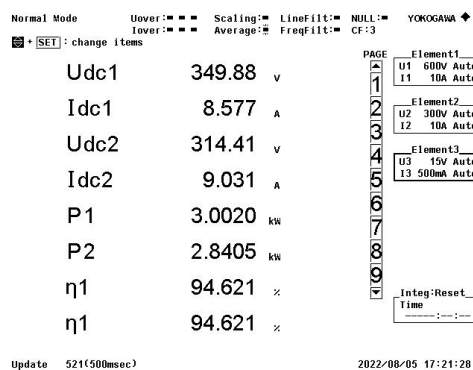 Normal Mode Uover: Scaling: LineFilt: NULL: YOKOGAWA
Iover: Average: FreqFilt: CF:3
+ SET : change items
PAGE
Element1
U1 600V Auto
I1 10A Auto
Element2
U2 300V Auto
I2 10A Auto
Element3
U3 15V Auto
I3 500mA Auto
1
2
3
4
5
6
7
8
9
Udc1 349.88 V
Idc1 8.577 A
Udc2 314.41 V
Idc2 9.031 A
P1 3.0020 kW
P2 2.8405 kW
η1 94.621 %
η1 94.621 %
Integ:Reset
Time
-----:--:--
Update 521(500msec) 2022/08/05 17:21:28